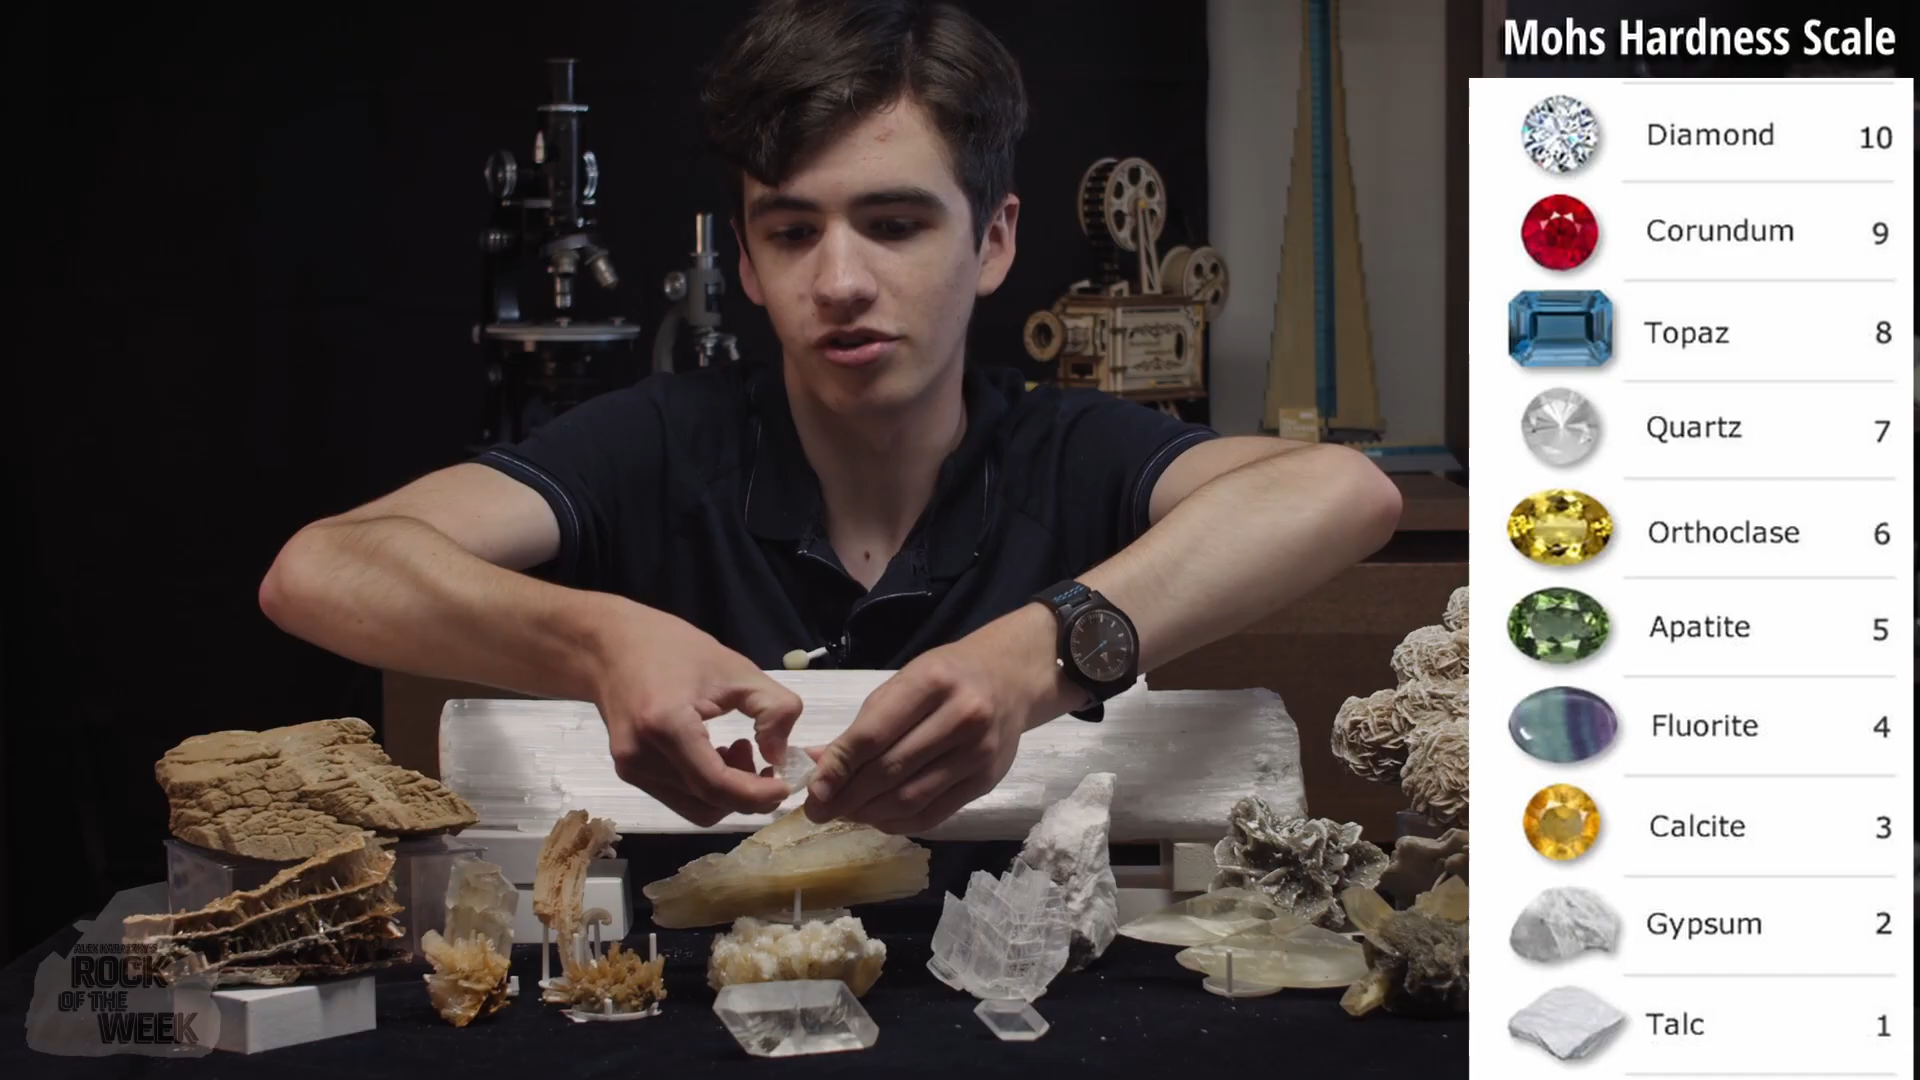 Mohs Hardness Scale
Diamond 10
Corundum 9
Topaz 8
Quartz 7
Orthoclase 6
Apatite 5
Fluorite 4
Calcite 3
Gypsum 2
Talc 1
ROCK
OF THE
WEEK